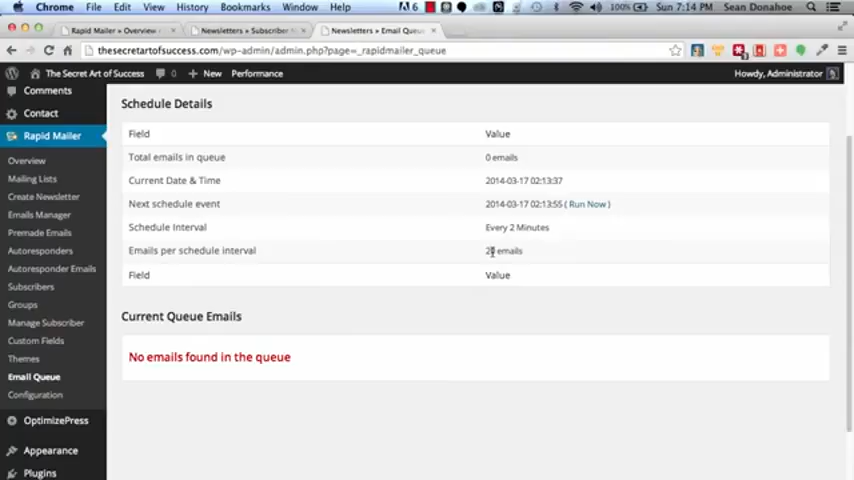 Chrome File Edit View History Bookmarks Window Help 6 100% Sun 7:14 PM Sean Donahoe
Rapid Mailer » Overview
Newsletters » Subscriber
Newsletters » Email Queue
thesecretartofsuccess.com/wp-admin/admin.php?page=_rapidmailer_queue
The Secret Art of Success 0 + New Performance Howdy, Administrator
Comments
Contact
Rapid Mailer
Overview
Mailing Lists
Create Newsletter
Emails Manager
Premade Emails
Autoresponders
Autoresponder Emails
Subscribers
Groups
Manage Subscriber
Custom Fields
Themes
Email Queue
Configuration
OptimizePress
Appearance
Plugins
Schedule Details
Field Value
Total emails in queue 0 emails
Current Date & Time 2014-03-17 02:13:37
Next schedule event 2014-03-17 02:13:55 ( Run Now )
Schedule Interval Every 2 Minutes
Emails per schedule interval emails
Field Value
Current Queue Emails
No emails found in the queue